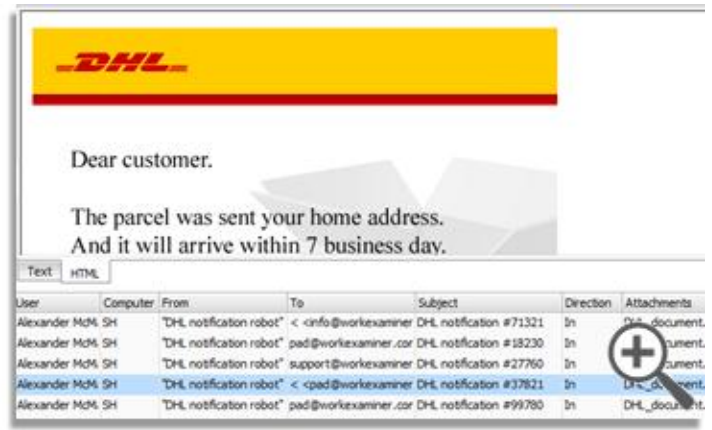 DHL
Dear customer.
The parcel was sent your home address.
And it will arrive within 7 business day.
Text HTML
User Computer From To Subject Direction Attachments
Alexander McM. SH "DHL notification robot" < <info@workexaminer DHL notification #71321 In DHL_document.
Alexander McM. SH "DHL notification robot" pad@workexaminer.cor DHL notification #18230 In
Alexander McM. SH "DHL notification robot" support@workexaminer DHL notification #27760 In
Alexander McM. SH "DHL notification robot" < <pad@workexaminer DHL notification #37821 In DHL_document.
Alexander McM. SH "DHL notification robot" pad@workexaminer.cor DHL notification #99780 In DHL_document.